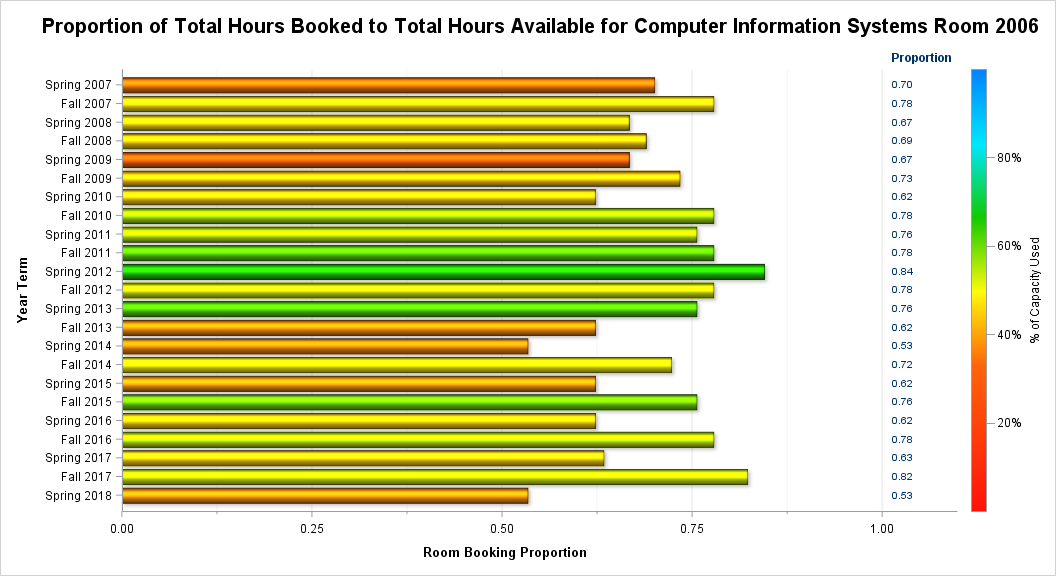 Proportion of Total Hours Booked to Total Hours Available for Computer Information Systems Room 2006
Proportion
Spring 2007 0.70
Fall 2007 0.78
Spring 2008 0.67
Fall 2008 0.69
Spring 2009 0.67
Fall 2009 0.73
Spring 2010 0.62
Fall 2010 0.78
Spring 2011 0.76
Fall 2011 0.78
Spring 2012 0.84
Fall 2012 0.78
Spring 2013 0.76
Fall 2013 0.62
Spring 2014 0.53
Fall 2014 0.72
Spring 2015 0.62
Fall 2015 0.76
Spring 2016 0.62
Fall 2016 0.78
Spring 2017 0.63
Fall 2017 0.82
Spring 2018 0.53
Year Term
0.00 0.25 0.50 0.75 1.00
Room Booking Proportion
80%
60%
40%
20%
% of Capacity Used